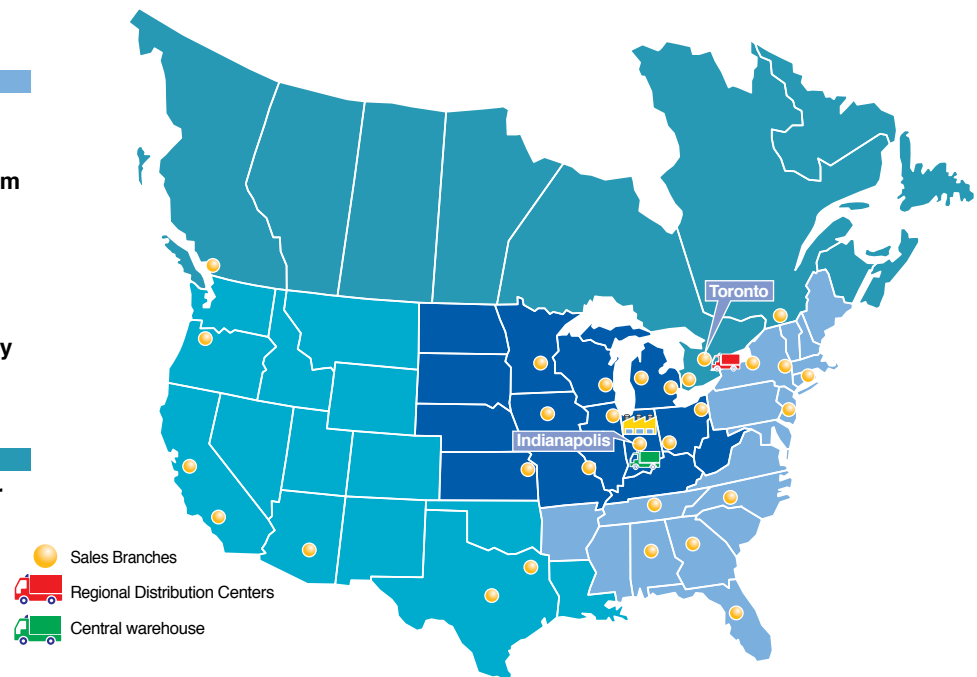 m
y
Toronto
Indianapolis
Sales Branches
Regional Distribution Centers
Central warehouse